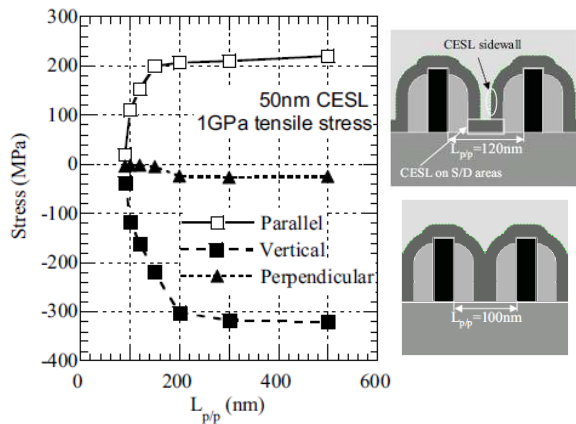 300
200
100
0
-100
-200
-300
-400
Stress (MPa)
50nm CESL
1GPa tensile stress
Parallel
Vertical
Perpendicular
0
200
400
600
Lp/p (nm)
CESL sidewall
Lp/p=120nm
CESL on S/D areas
Lp/p=100nm